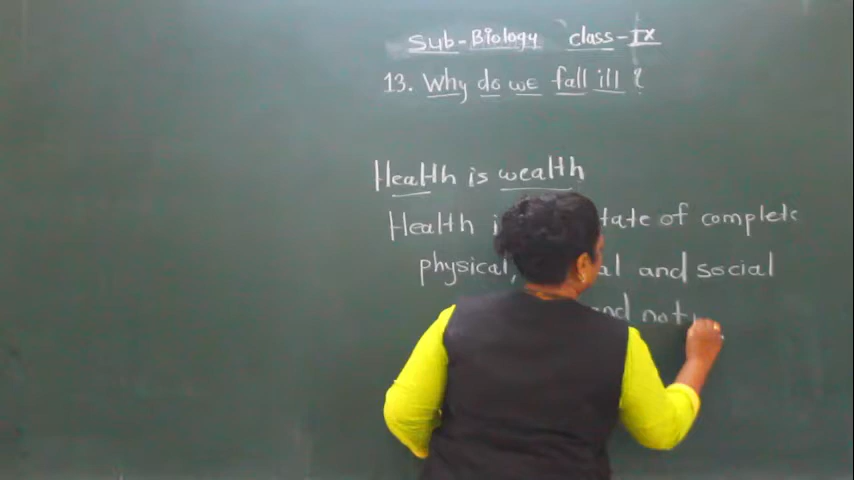 Sub-Biology class-IX
13. Why do we fall ill?
Health is wealth
Health tate of complete
physical, al and social
and not